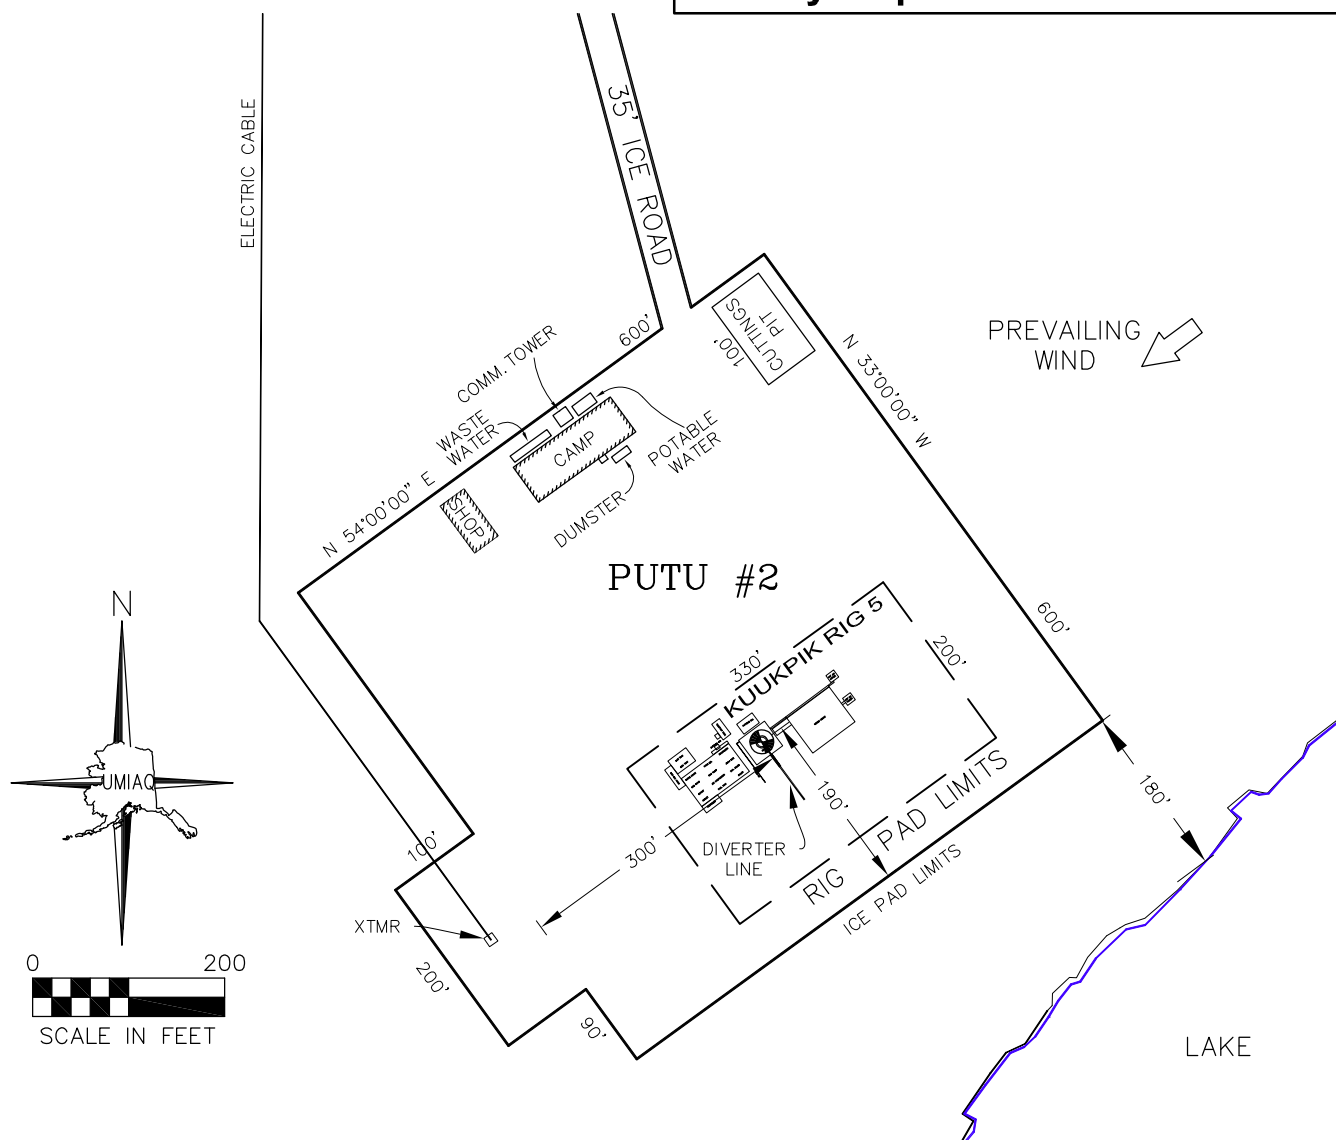 35' ICE ROAD
ELECTRIC CABLE
CUTTINGS
PIT
100'
PREVAILING
WIND
N 33°00'00" W
600'
COMM. TOWER
WASTE
WATER
CAMP
POTABLE
WATER
DUMSTER
SHOP
N 54°00'00" E
PUTU #2
N
600'
200'
330'
KUUKPIK RIG 5
UMIAQ
180'
190'
RIG PAD LIMITS
300'
DIVERTER
LINE
100'
ICE PAD LIMITS
XTMR
0 200
SCALE IN FEET
200'
90'
LAKE